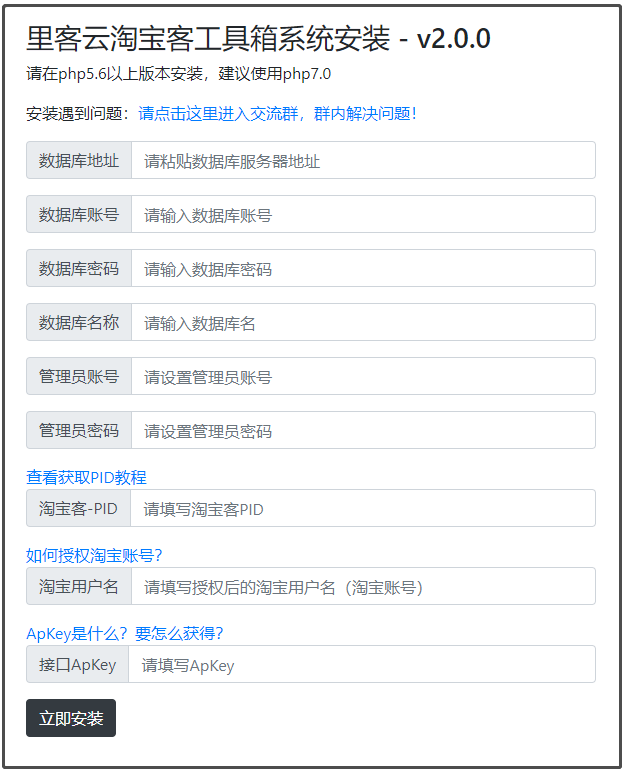 里客云淘宝客工具箱系统安装 - v2.0.0
请在php5.6以上版本安装，建议使用php7.0
安装遇到问题：请点击这里进入交流群，群内解决问题！
数据库地址 请粘贴数据库服务器地址
数据库账号 请输入数据库账号
数据库密码 请输入数据库密码
数据库名称 请输入数据库名
管理员账号 请设置管理员账号
管理员密码 请设置管理员密码
查看获取PID教程
淘宝客-PID 请填写淘宝客PID
如何授权淘宝账号？
淘宝用户名 请填写授权后的淘宝用户名（淘宝账号）
ApKey是什么？要怎么获得？
接口ApKey 请填写ApKey
立即安装